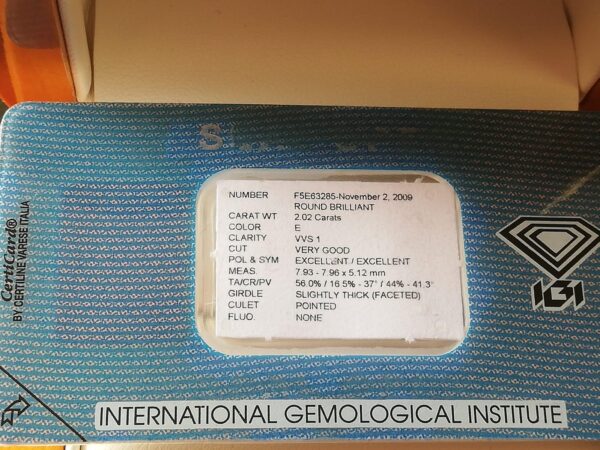 NUMBER F5E63285-November 2, 2009
ROUND BRILLIANT
CARAT WT 2.02 Carats
COLOR E
CLARITY VVS 1
CUT VERY GOOD
POL & SYM EXCELLENT / EXCELLENT
MEAS. 7.93 - 7.96 x 5.12 mm
TA/CR/PV 56.0% / 16.5% - 37° / 44% - 41.3°
GIRDLE SLIGHTLY THICK (FACETED)
CULET POINTED
FLUO. NONE
CertiCard®
BY CERTILINE VARESE ITALIA
IGI
INTERNATIONAL GEMOLOGICAL INSTITUTE